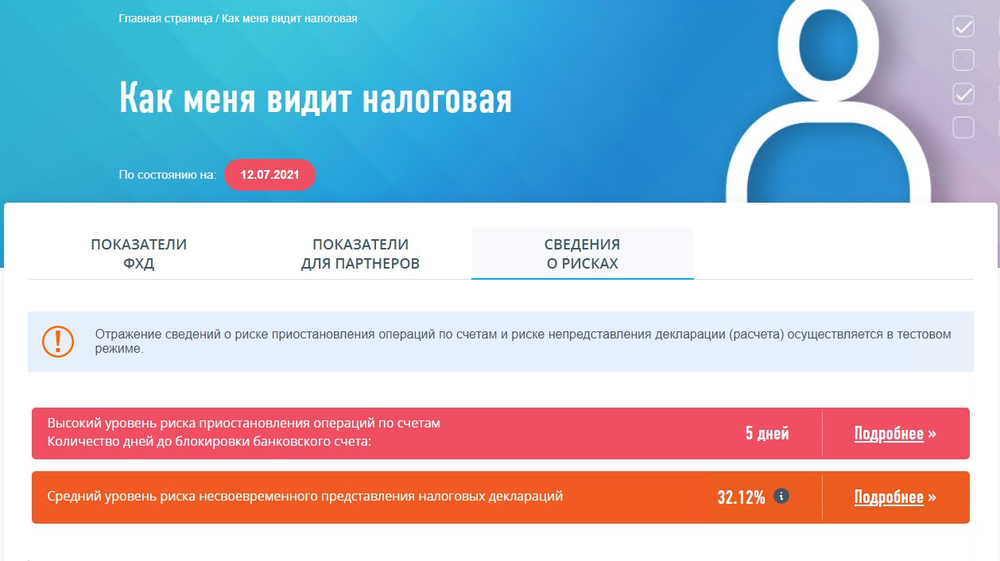 Главная страница / Как меня видит налоговая
Как меня видит налоговая
По состоянию на: 12.07.2021
ПОКАЗАТЕЛИ
ФХД
ПОКАЗАТЕЛИ
ДЛЯ ПАРТНЕРОВ
СВЕДЕНИЯ
О РИСКАХ
Отражение сведений о риске приостановления операций по счетам и риске непредставления декларации (расчета) осуществляется в тестовом
режиме.
Высокий уровень риска приостановления операций по счетам
Количество дней до блокировки банковского счета:
5 дней
Подробнее »
Средний уровень риска несвоевременного представления налоговых деклараций
32.12%
Подробнее »